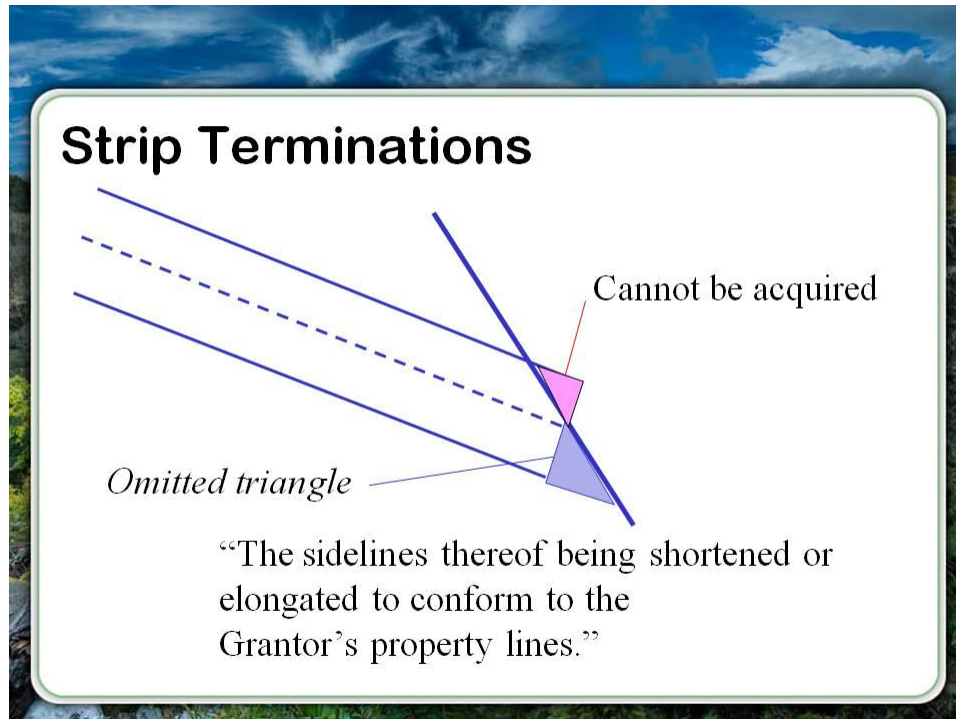 Strip Terminations
Cannot be acquired
Omitted triangle
“The sidelines thereof being shortened or
elongated to conform to the
Grantor’s property lines.”